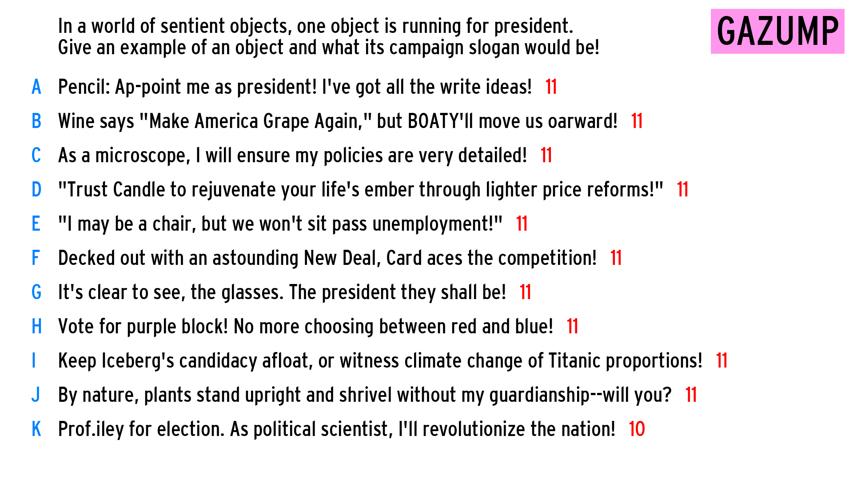 In a world of sentient objects, one object is running for president.
Give an example of an object and what its campaign slogan would be!
GAZUMP
A Pencil: Ap-point me as president! I've got all the write ideas! 11
B Wine says "Make America Grape Again," but BOATY'll move us oarward! 11
C As a microscope, I will ensure my policies are very detailed! 11
D "Trust Candle to rejuvenate your life's ember through lighter price reforms!" 11
E "I may be a chair, but we won't sit pass unemployment!" 11
F Decked out with an astounding New Deal, Card aces the competition! 11
G It's clear to see, the glasses. The president they shall be! 11
H Vote for purple block! No more choosing between red and blue! 11
I Keep Iceberg's candidacy afloat, or witness climate change of Titanic proportions! 11
J By nature, plants stand upright and shrivel without my guardianship--will you? 11
K Prof.iley for election. As political scientist, I'll revolutionize the nation! 10